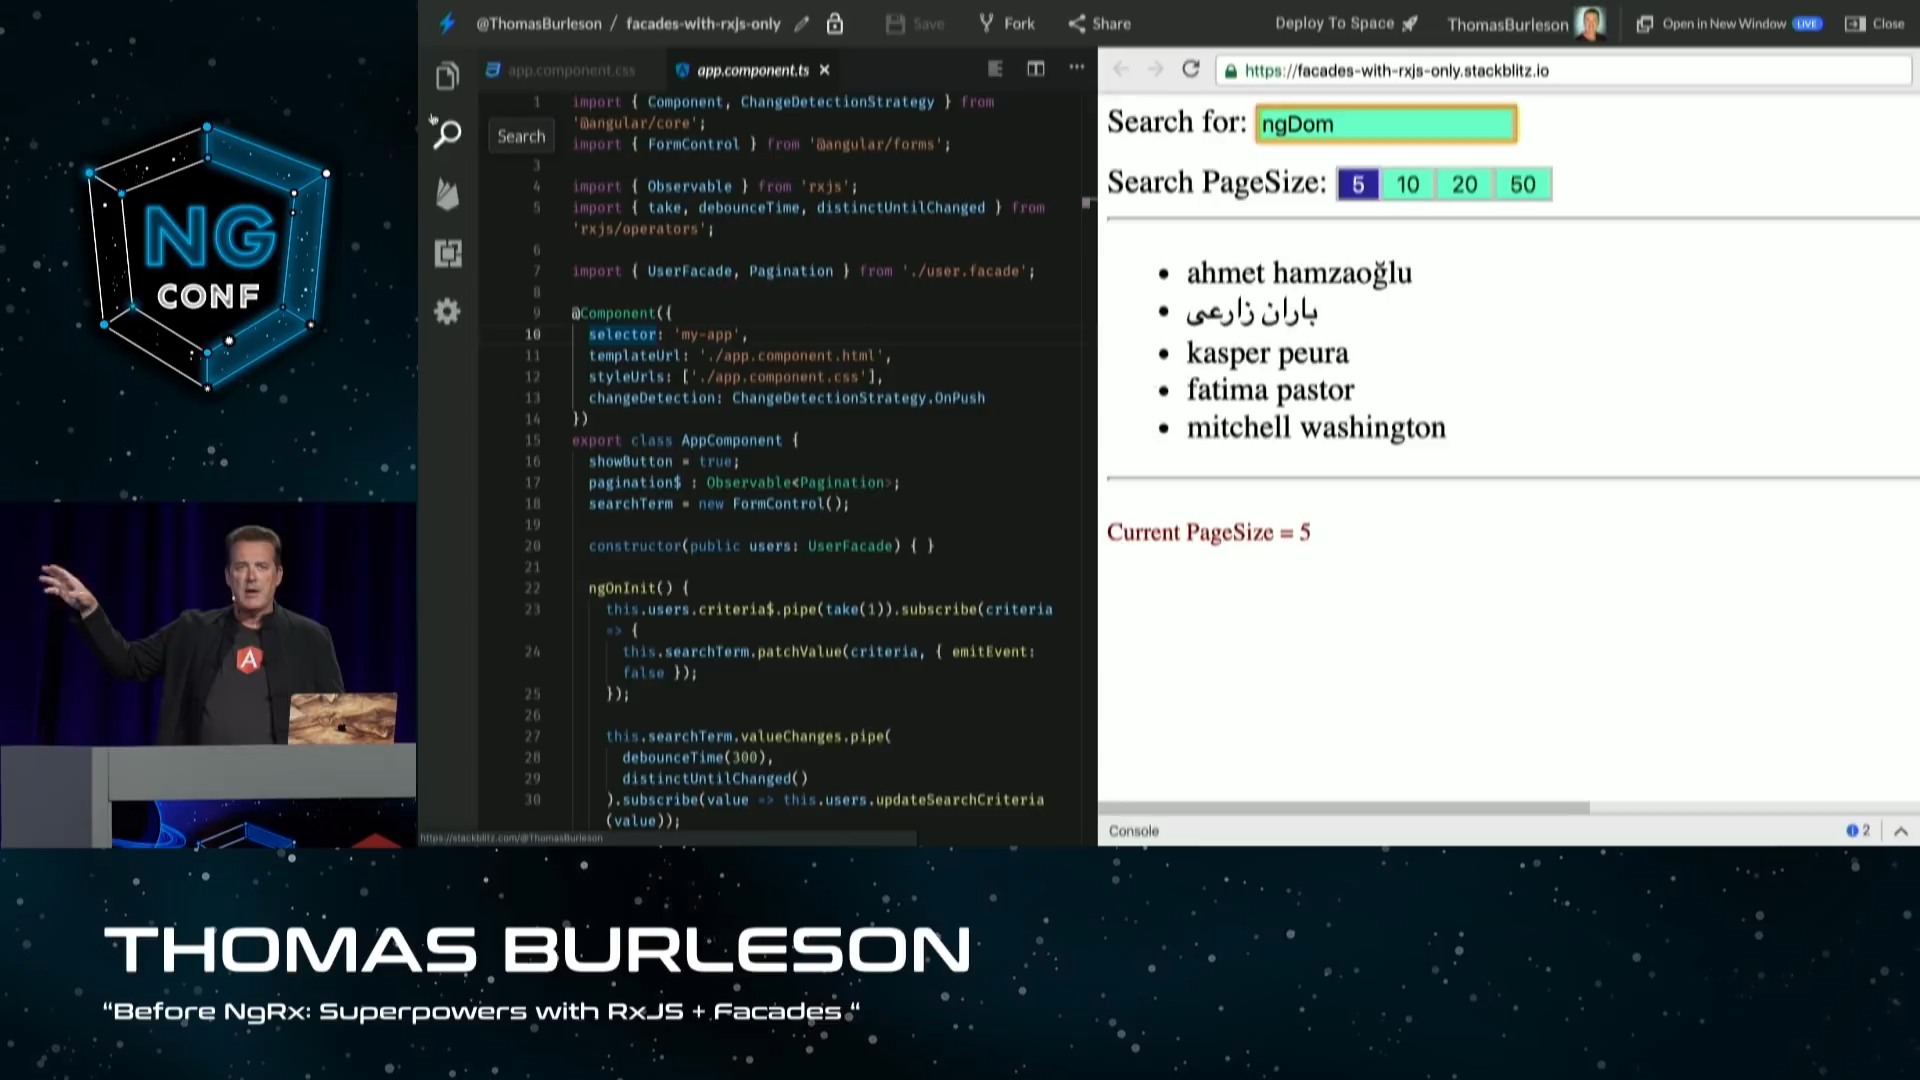 NG
CONF
@ThomasBurleson / facades-with-rxjs-only
Save
Fork
Share
Deploy To Space
ThomasBurleson
Open in New Window LIVE
Close
app.component.css
app.component.ts
Search
1 import { Component, ChangeDetectionStrategy } from
'@angular/core';
import { FormControl } from '@angular/forms';
3
4 import { Observable } from 'rxjs';
5 import { take, debounceTime, distinctUntilChanged } from
'rxjs/operators';
6
7 import { UserFacade, Pagination } from './user.facade';
8
9 @Component({
10 selector: 'my-app',
11 templateUrl: './app.component.html',
12 styleUrls: ['./app.component.css'],
13 changeDetection: ChangeDetectionStrategy.OnPush
14 })
15 export class AppComponent {
16 showButton = true;
17 pagination$ : Observable<Pagination>;
18 searchTerm = new FormControl();
19
20 constructor(public users: UserFacade) { }
21
22 ngOnInit() {
23 this.users.criteria$.pipe(take(1)).subscribe(criteria
=> {
24 this.searchTerm.patchValue(criteria, { emitEvent:
false });
25 });
26
27 this.searchTerm.valueChanges.pipe(
28 debounceTime(300),
29 distinctUntilChanged()
30 ).subscribe(value => this.users.updateSearchCriteria
(value));
https://stackblitz.com/@ThomasBurleson
https://facades-with-rxjs-only.stackblitz.io
Search for: ngDom
Search PageSize: 5 10 20 50
ahmet hamzaoğlu
باران زارعی
kasper peura
fatima pastor
mitchell washington
Current PageSize = 5
Console
2
A
THOMAS BURLESON
“Before NgRx: Superpowers with RxJS + Facades “